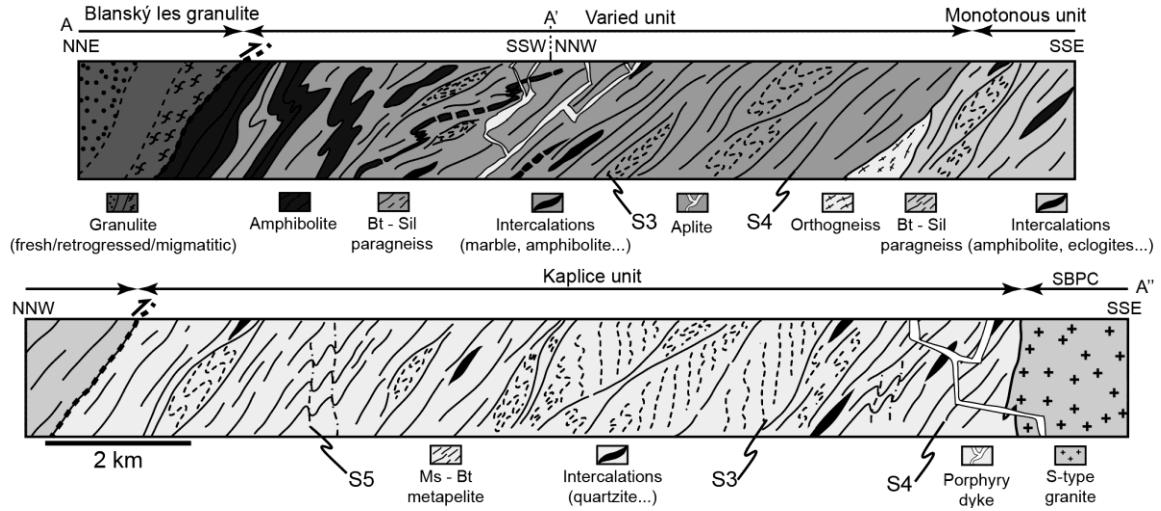 A Blanský les granulite A' Varied unit Monotonous unit
NNE SSW NNW SSE
Granulite
(fresh/retrogressed/migmatitic)
Amphibolite
Bt - Sil
paragneiss
Intercalations
(marble, amphibolite...)
S3
Aplite
S4
Orthogneiss
Bt - Sil
paragneiss
Intercalations
(amphibolite, eclogites...)
Kaplice unit SBPC A''
NNW SSE
2 km
S5
Ms - Bt
metapelite
Intercalations
(quartzite...)
S3
S4
Porphyry
dyke
S-type
granite